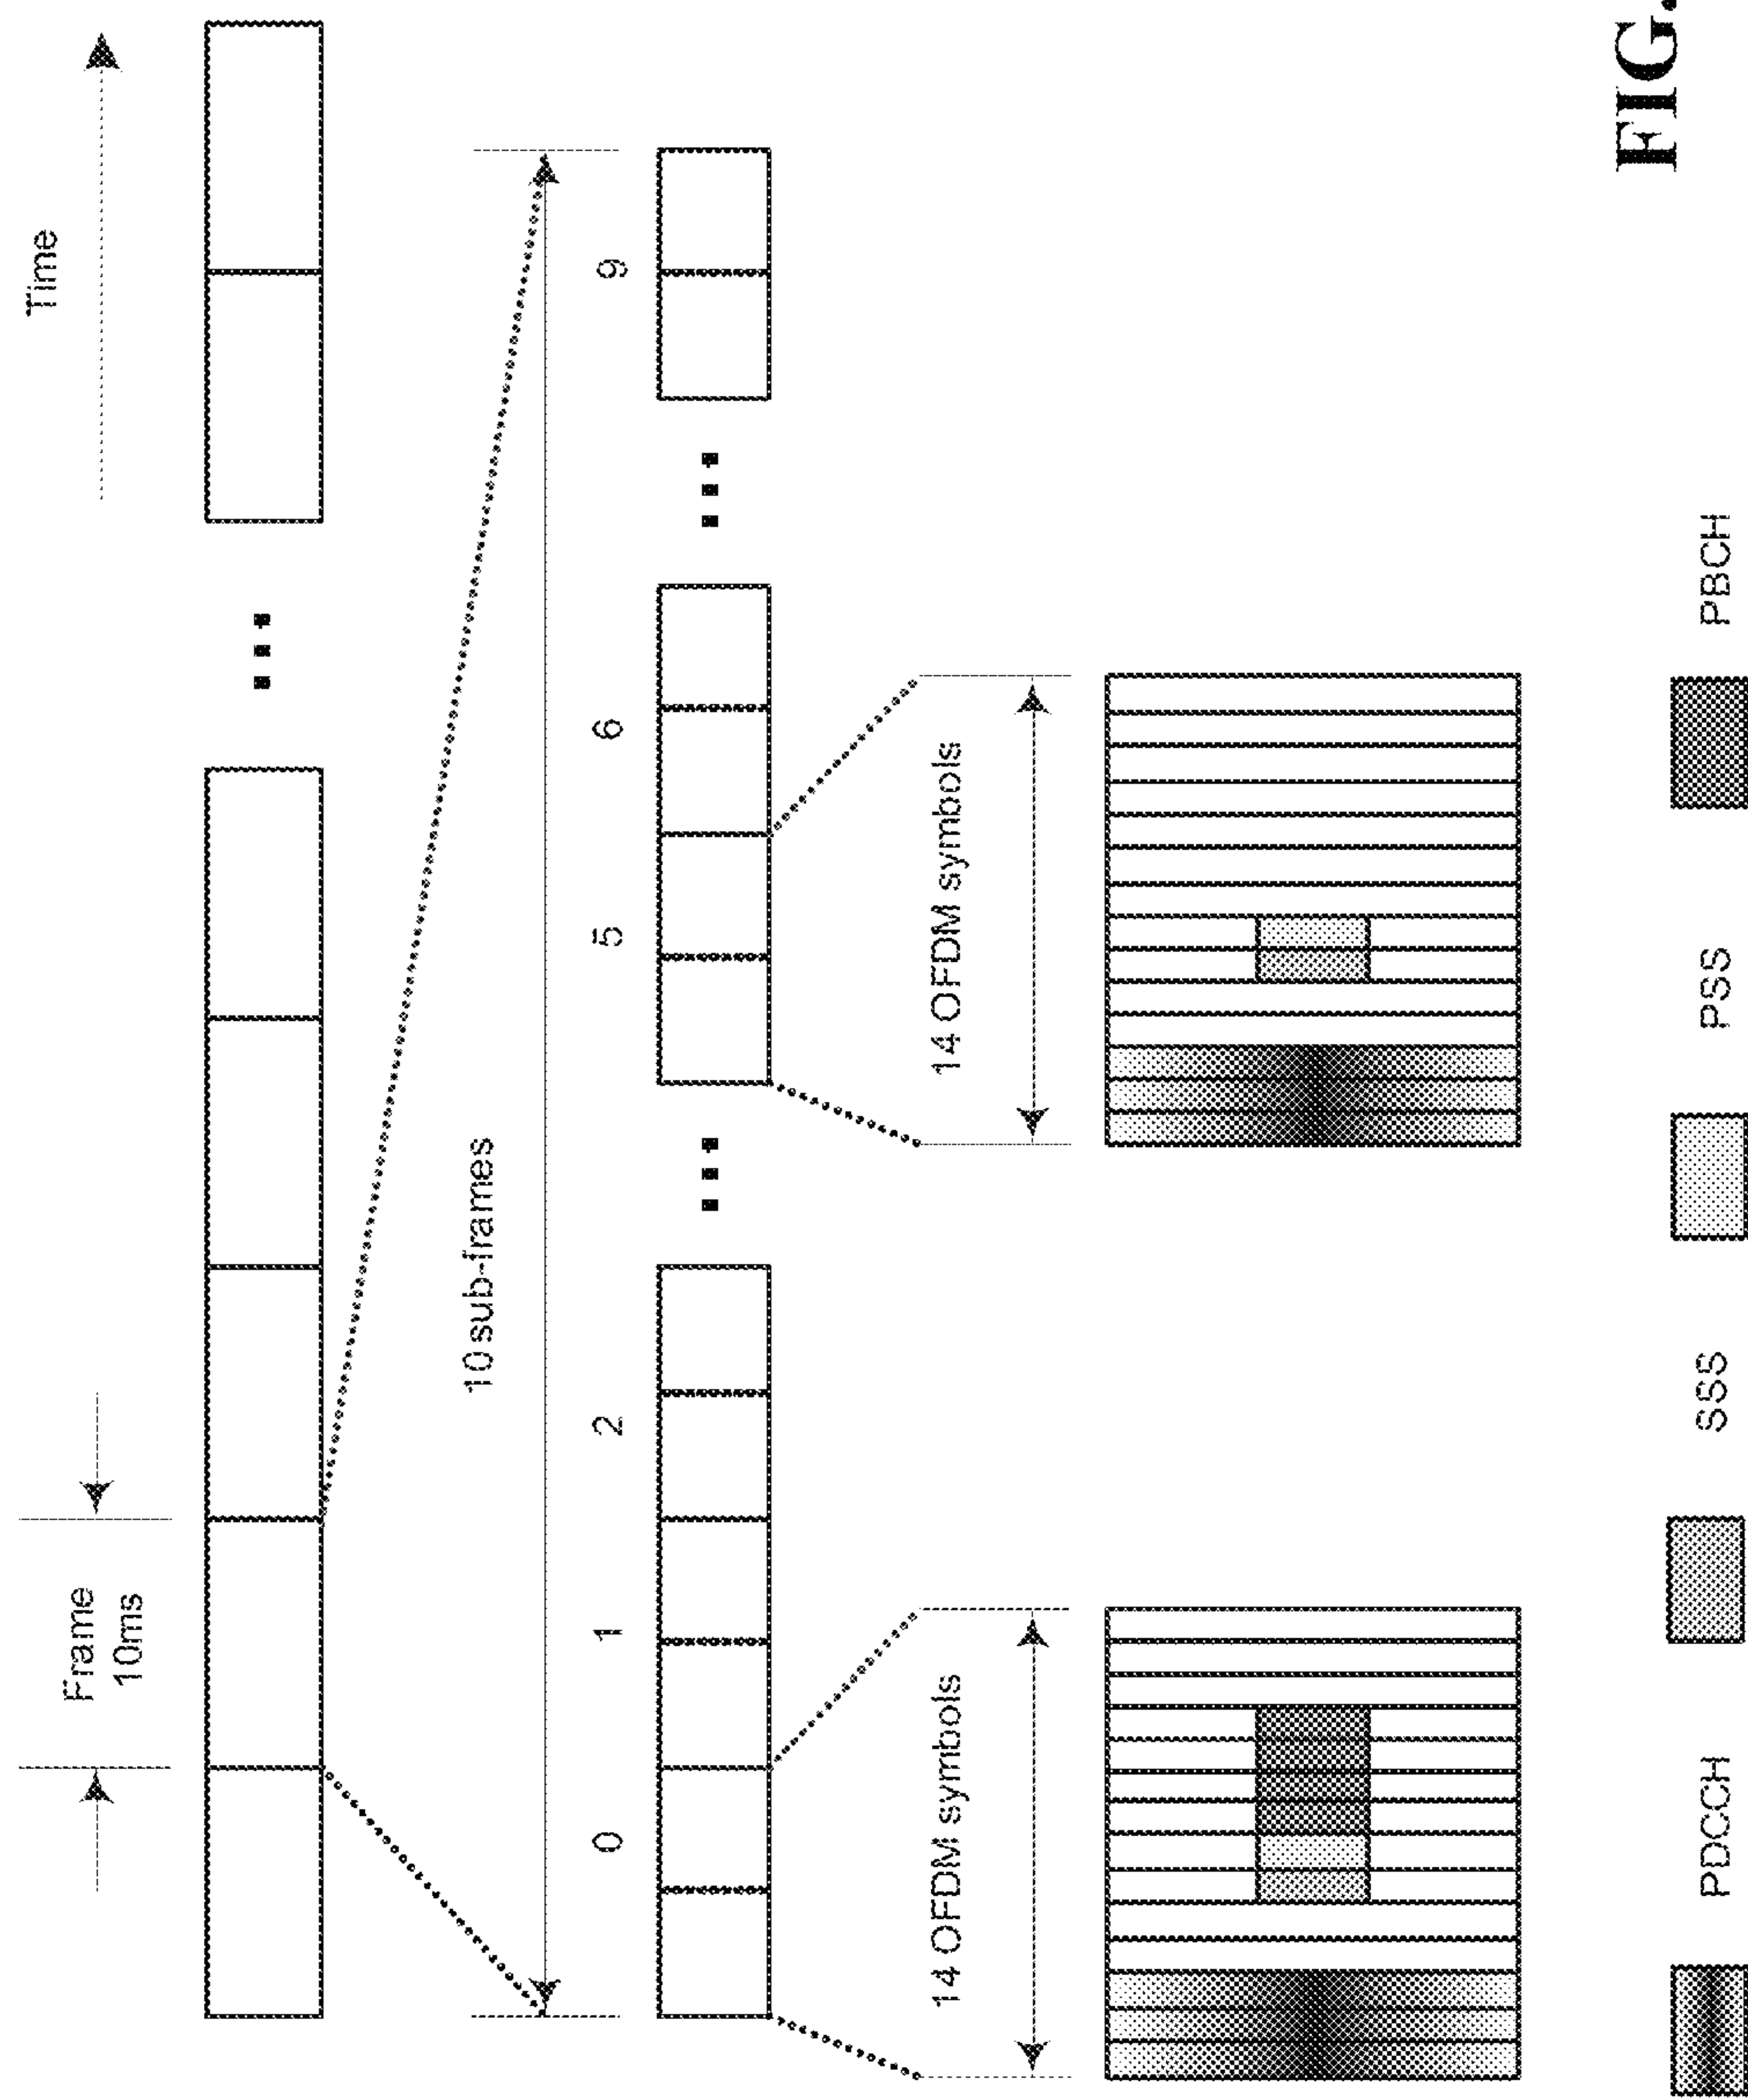 Time
Frame
10ms
10 sub-frames
0 1 2 5 6 9
14 OFDM symbols
14 OFDM symbols
PDCCH SSS PSS PBCH
FIG.